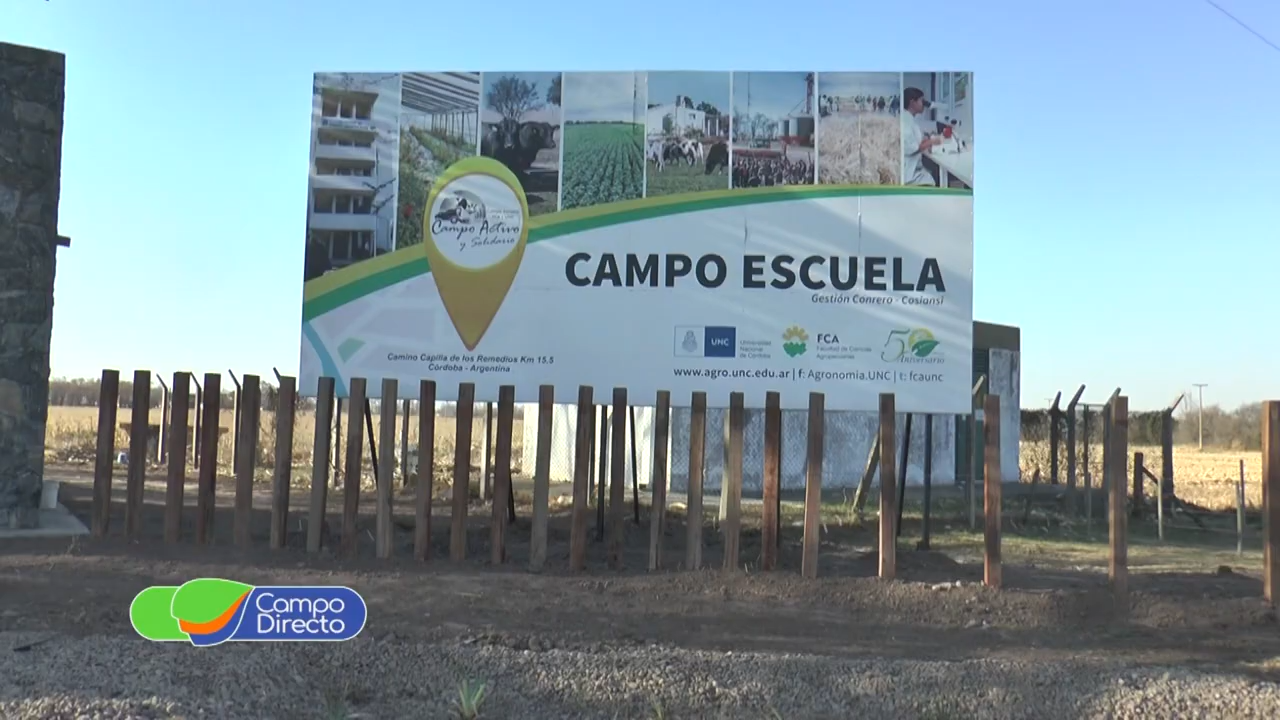 Campo Activo
y Solidario
CAMPO ESCUELA
Gestión Conrero - Cosiansi
UNC
Universidad
Nacional
de Córdoba
FCA
Facultad de Ciencias
Agropecuarias
50
Aniversario
Camino Capilla de los Remedios Km 15,5
Córdoba - Argentina
www.agro.unc.edu.ar | f: Agronomia.UNC | t: fcaunc
Campo
Directo